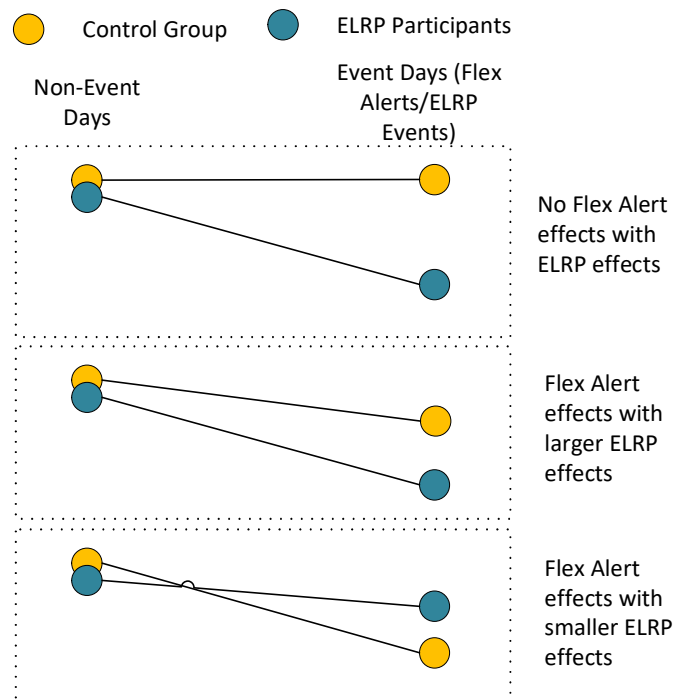 Control Group
ELRP Participants
Non-Event
Days
Event Days (Flex
Alerts/ELRP
Events)
No Flex Alert
effects with
ELRP effects
Flex Alert
effects with
larger ELRP
effects
Flex Alert
effects with
smaller ELRP
effects